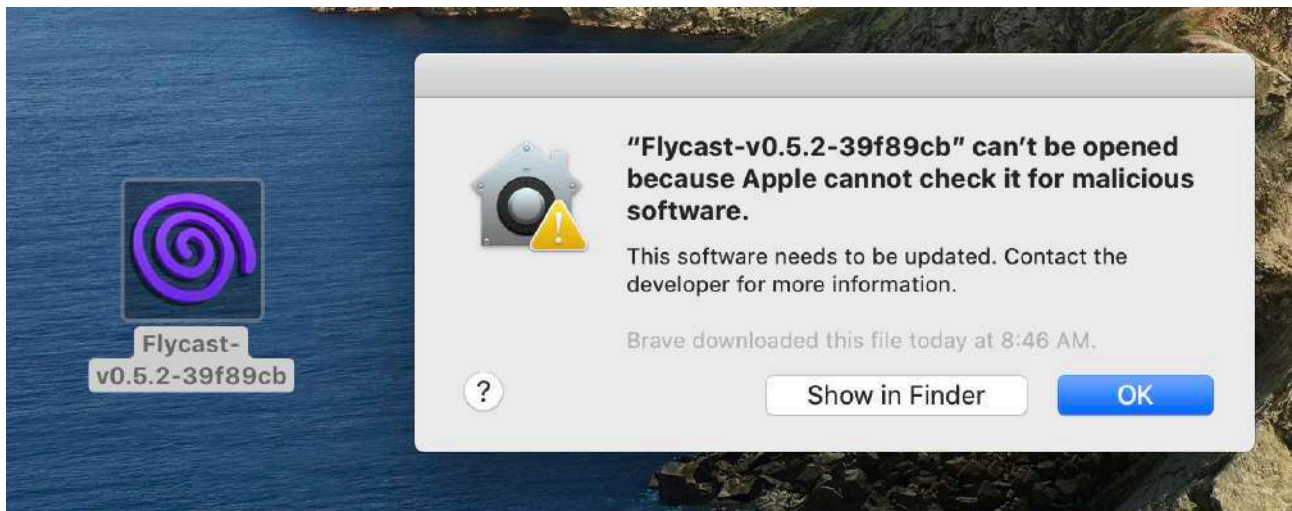 “Flycast-v0.5.2-39f89cb” can’t be opened
because Apple cannot check it for malicious
software.
This software needs to be updated. Contact the
developer for more information.
Brave downloaded this file today at 8:46 AM.
?
Show in Finder
OK
Flycast-
v0.5.2-39f89cb